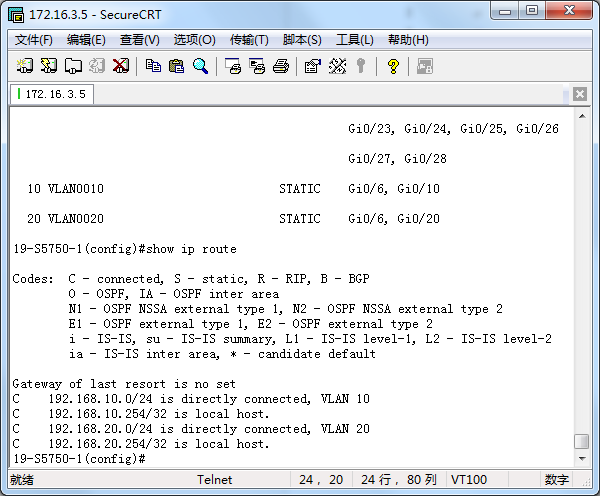 172.16.3.5 - SecureCRT
文件(F) 编辑(E) 查看(V) 选项(O) 传输(T) 脚本(S) 工具(L) 帮助(H)
172.16.3.5
Gi0/23, Gi0/24, Gi0/25, Gi0/26
Gi0/27, Gi0/28
10 VLAN0010 STATIC Gi0/6, Gi0/10
20 VLAN0020 STATIC Gi0/6, Gi0/20
19-S5750-1(config)#show ip route
Codes: C - connected, S - static, R - RIP, B - BGP
O - OSPF, IA - OSPF inter area
N1 - OSPF NSSA external type 1, N2 - OSPF NSSA external type 2
E1 - OSPF external type 1, E2 - OSPF external type 2
i - IS-IS, su - IS-IS summary, L1 - IS-IS level-1, L2 - IS-IS level-2
ia - IS-IS inter area, * - candidate default
Gateway of last resort is no set
C 192.168.10.0/24 is directly connected, VLAN 10
C 192.168.10.254/32 is local host.
C 192.168.20.0/24 is directly connected, VLAN 20
C 192.168.20.254/32 is local host.
19-S5750-1(config)#
就绪 Telnet 24, 20 24 行, 80 列 VT100 数字